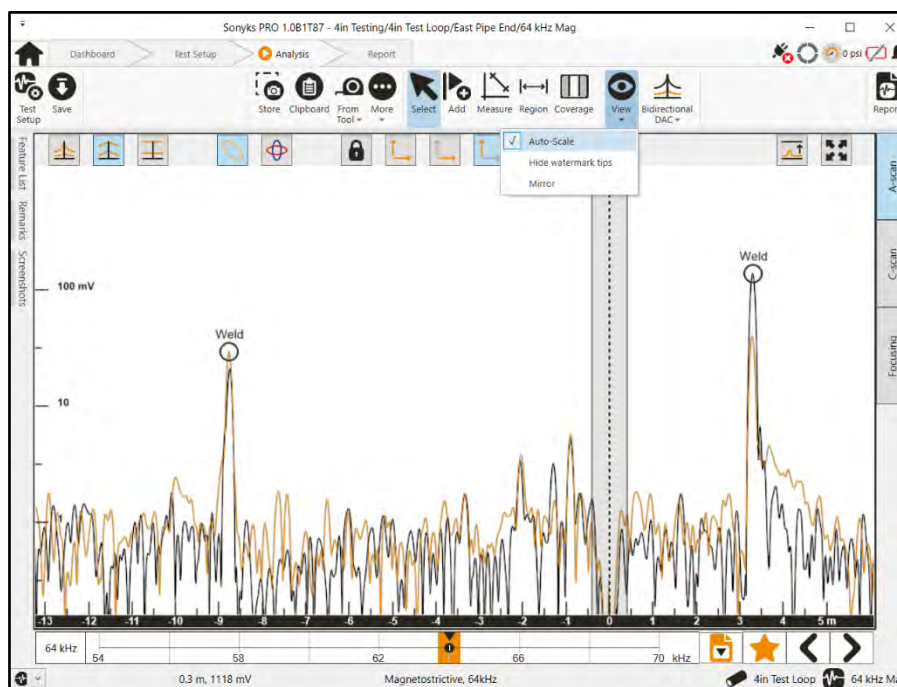 Sonyks PRO 1.0B1T87 - 4in Testing/4in Test Loop/East Pipe End/64 kHz Mag
Dashboard Test Setup Analysis Report
0 psi
Test Setup Save Store Clipboard From Tool More Select Add Measure Region Coverage View Bidirectional DAC
Auto-Scale
Hide watermark tips
Mirror
Feature List
Remarks
Screenshots
A-scan
C-scan
Focusing
Weld
100 mV
Weld
10
-13 -12 -11 -10 -9 -8 -7 -6 -5 -4 -3 -2 -1 0 1 2 3 4 5 m
64 kHz 54 58 62 66 70 kHz
0.3 m, 1118 mV Magnetostrictive, 64kHz 4in Test Loop